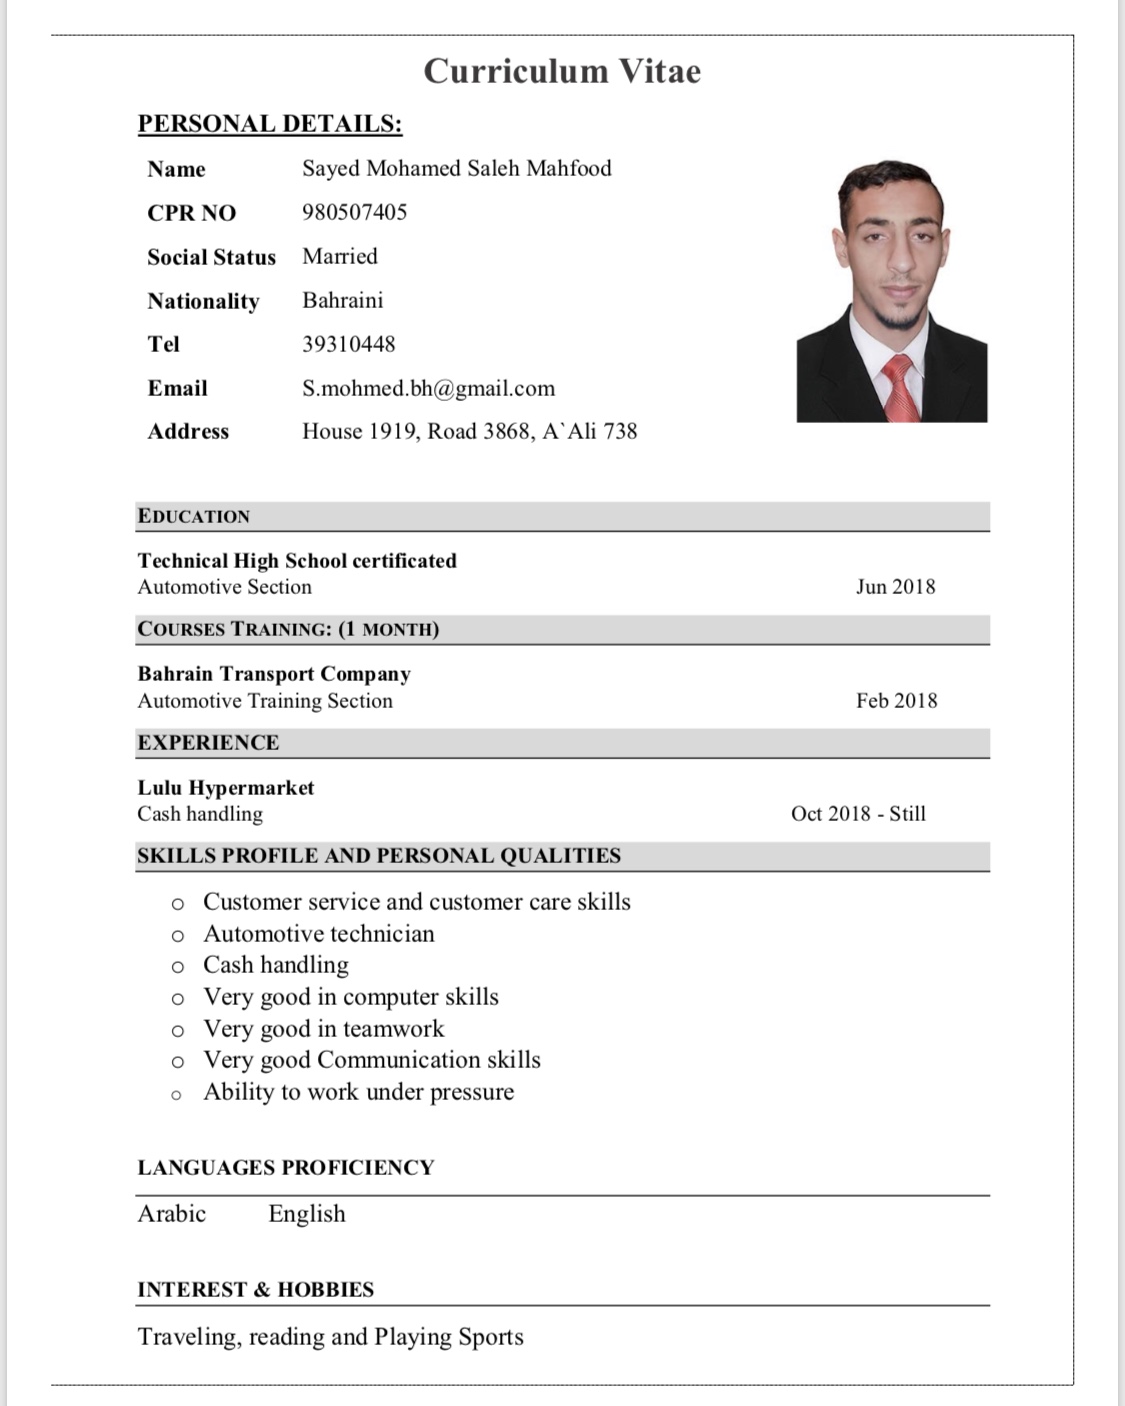 Curriculum Vitae
PERSONAL DETAILS:
Name Sayed Mohamed Saleh Mahfood
CPR NO 980507405
Social Status Married
Nationality Bahraini
Tel 39310448
Email S.mohmed.bh@gmail.com
Address House 1919, Road 3868, A`Ali 738
EDUCATION
Technical High School certificated
Automotive Section Jun 2018
COURSES TRAINING: (1 MONTH)
Bahrain Transport Company
Automotive Training Section Feb 2018
EXPERIENCE
Lulu Hypermarket
Cash handling Oct 2018 - Still
SKILLS PROFILE AND PERSONAL QUALITIES
o Customer service and customer care skills
o Automotive technician
o Cash handling
o Very good in computer skills
o Very good in teamwork
o Very good Communication skills
o Ability to work under pressure
LANGUAGES PROFICIENCY
Arabic English
INTEREST & HOBBIES
Traveling, reading and Playing Sports